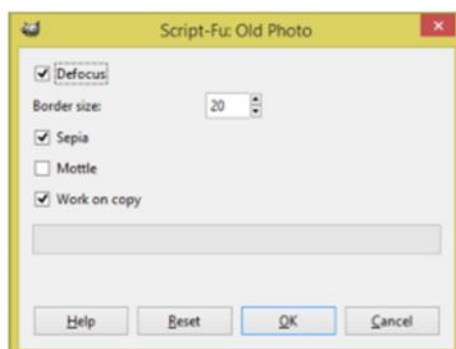 Script-Fu: Old Photo
Defocus
Border size: 20
Sepia
Mottle
Work on copy
Help Reset OK Cancel